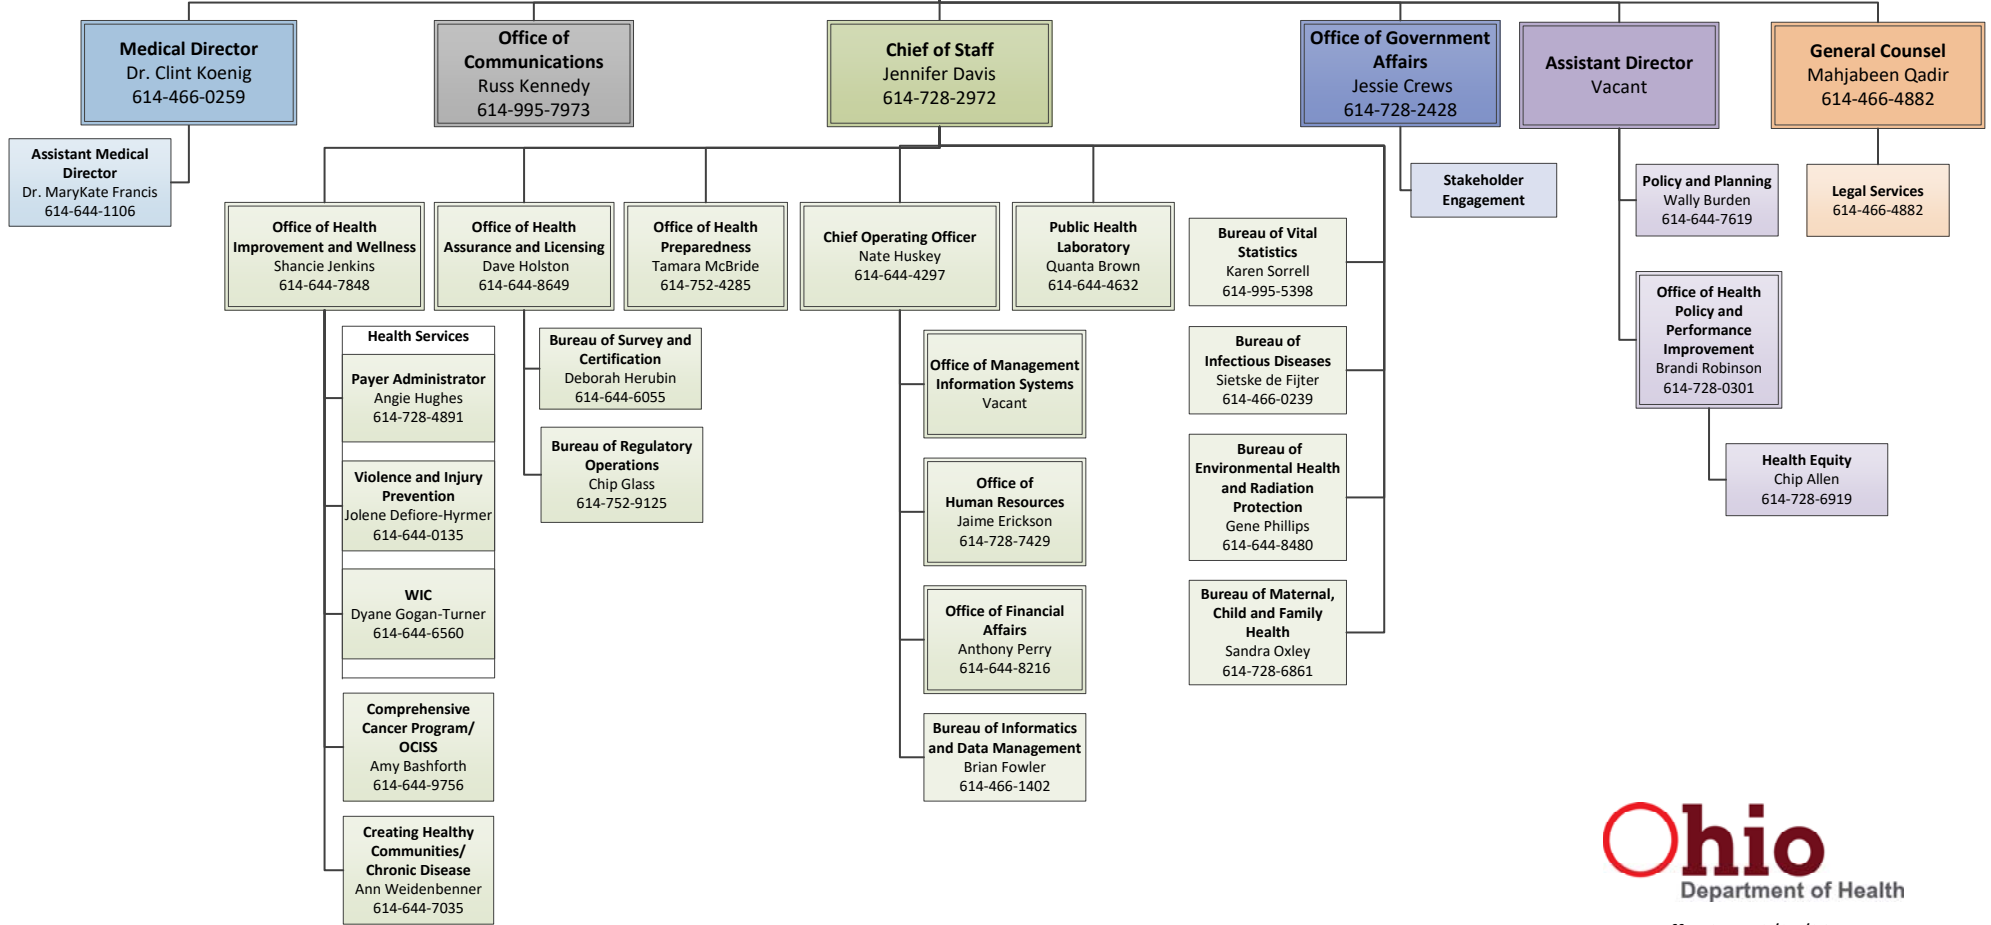 Medical Director
Dr. Clint Koenig
614-466-0259
Office of
Communications
Russ Kennedy
614-995-7973
Chief of Staff
Jennifer Davis
614-728-2972
Office of Government
Affairs
Jessie Crews
614-728-2428
Assistant Director
Vacant
General Counsel
Mahjabeen Qadir
614-466-4882
Assistant Medical
Director
Dr. MaryKate Francis
614-644-1106
Office of Health
Improvement and Wellness
Shancie Jenkins
614-644-7848
Office of Health
Assurance and Licensing
Dave Holston
614-644-8649
Office of Health
Preparedness
Tamara McBride
614-752-4285
Chief Operating Officer
Nate Huskey
614-644-4297
Public Health
Laboratory
Quanta Brown
614-644-4632
Bureau of Vital
Statistics
Karen Sorrell
614-995-5398
Stakeholder
Engagement
Policy and Planning
Wally Burden
614-644-7619
Legal Services
614-466-4882
Health Services
Payer Administrator
Angie Hughes
614-728-4891
Violence and Injury
Prevention
Jolene Defiore-Hyrmer
614-644-0135
WIC
Dyane Gogan-Turner
614-644-6560
Comprehensive
Cancer Program/
OCISS
Amy Bashforth
614-644-9756
Creating Healthy
Communities/
Chronic Disease
Ann Weidenbenner
614-644-7035
Bureau of Survey and
Certification
Deborah Herubin
614-644-6055
Bureau of Regulatory
Operations
Chip Glass
614-752-9125
Office of Management
Information Systems
Vacant
Office of
Human Resources
Jaime Erickson
614-728-7429
Office of Financial
Affairs
Anthony Perry
614-644-8216
Bureau of Informatics
and Data Management
Brian Fowler
614-466-1402
Bureau of
Infectious Diseases
Sietske de Fijter
614-466-0239
Bureau of
Environmental Health
and Radiation
Protection
Gene Phillips
614-644-8480
Bureau of Maternal,
Child and Family
Health
Sandra Oxley
614-728-6861
Office of Health
Policy and
Performance
Improvement
Brandi Robinson
614-728-0301
Health Equity
Chip Allen
614-728-6919
Ohio
Department of Health